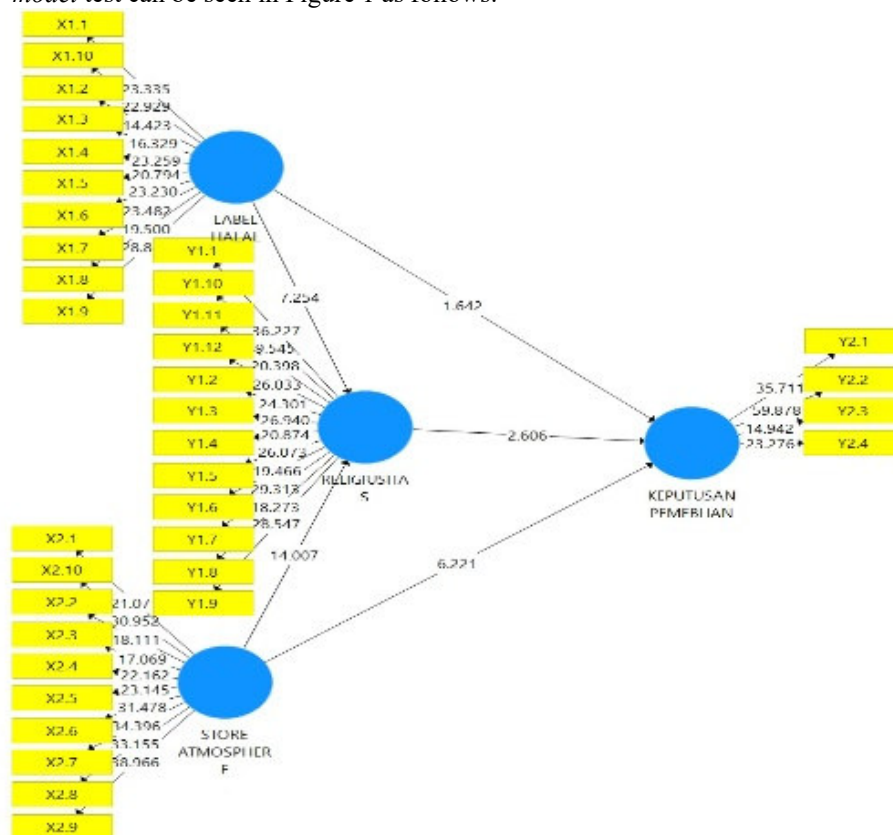 test can be seen in Figure 1 as follows:
X1.1
X1.10
X1.2
X1.3
X1.4
X1.5
X1.6
X1.7
X1.8
X1.9
23.335
22.929
14.423
16.329
23.259
20.794
23.230
23.482
19.500
LABEL
HALAL
Y1.1
Y1.10
Y1.11
Y1.12
Y1.2
Y1.3
Y1.4
Y1.5
Y1.6
Y1.7
Y1.8
Y1.9
7.254
1.642
36.227
20.398
26.033
24.301
26.940
20.874
26.073
19.466
29.313
18.273
28.547
RELIGIUSITA
S
2.606
14.007
6.221
Y2.1
Y2.2
Y2.3
Y2.4
35.711
59.878
14.942
23.276
KEPUTUSAN
X2.1
X2.10
X2.2
X2.3
X2.4
X2.5
X2.6
X2.7
X2.8
X2.9
21.07
30.952
18.111
17.069
22.162
23.145
31.478
34.396
33.155
38.966
STORE
ATMOSPHER
E